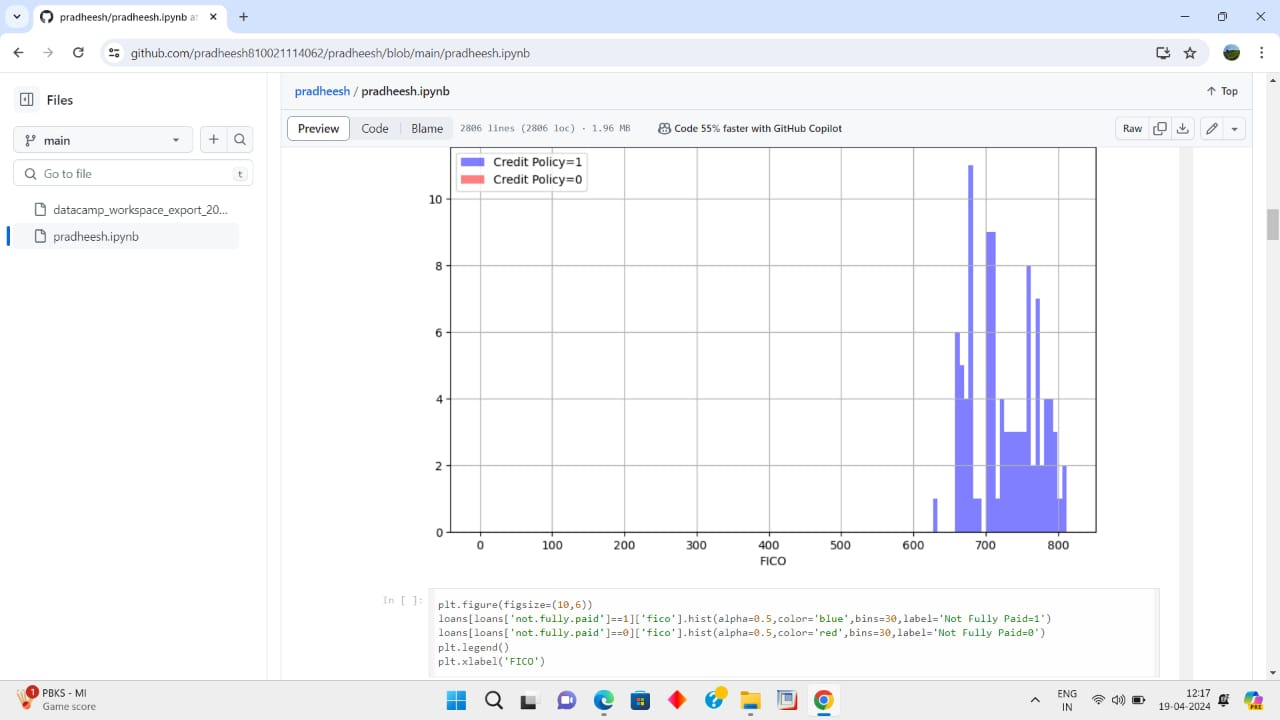 pradheesh/pradheesh.ipynb at
github.com/pradheesh810021114062/pradheesh/blob/main/pradheesh.ipynb
Files
main
Go to file
t
datacamp_workspace_export_20...
pradheesh.ipynb
pradheesh / pradheesh.ipynb
Top
Preview
Code
Blame
2806 lines (2806 loc) · 1.96 MB
Code 55% faster with GitHub Copilot
Raw
Credit Policy=1
Credit Policy=0
10
8
6
4
2
0
0 100 200 300 400 500 600 700 800
FICO
In [ ]:
plt.figure(figsize=(10,6))
loans[loans['not.fully.paid']==1]['fico'].hist(alpha=0.5,color='blue',bins=30,label='Not Fully Paid=1')
loans[loans['not.fully.paid']==0]['fico'].hist(alpha=0.5,color='red',bins=30,label='Not Fully Paid=0')
plt.legend()
plt.xlabel('FICO')
1
PBKS - MI
Game score
ENG
IN
12:17
19-04-2024
PRE